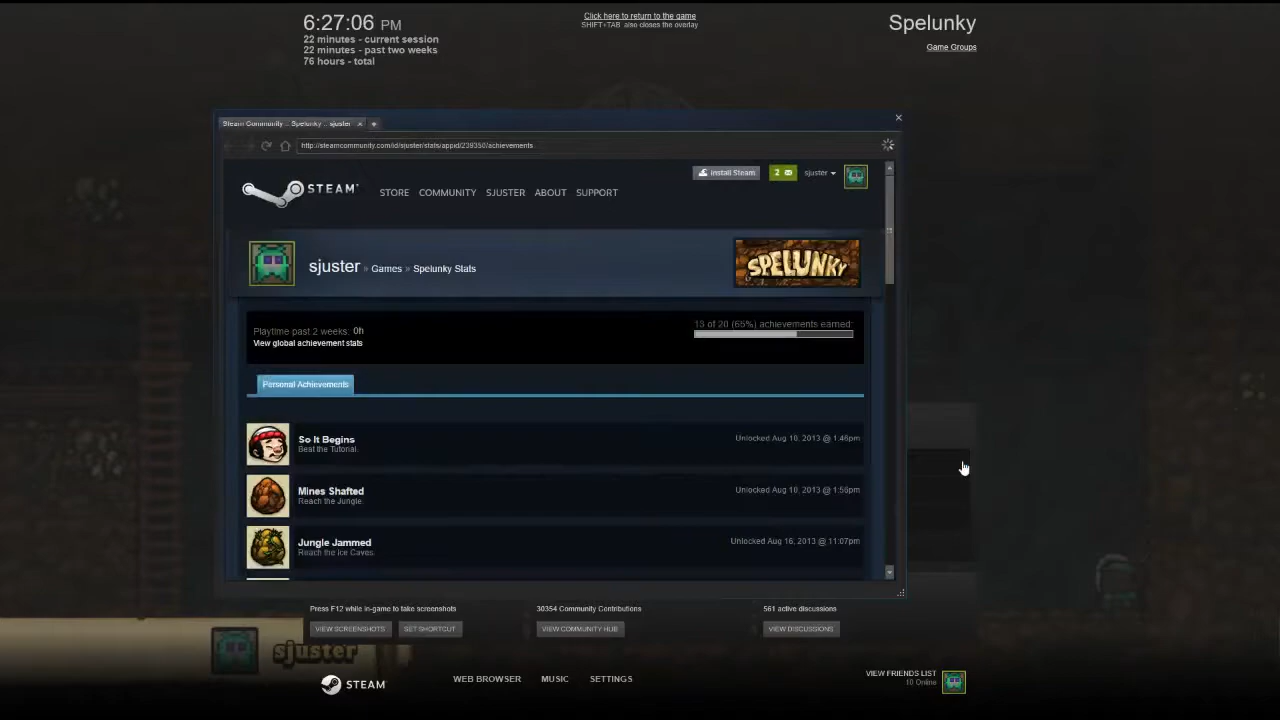 6:27:06 PM
22 minutes - current session
22 minutes - past two weeks
76 hours - total
Click here to return to the game
SHIFT+TAB also closes the overlay
Spelunky
Game Groups
Steam Community :: Spelunky :: sjuster
http://steamcommunity.com/id/sjuster/stats/appid/239350/achievements
Install Steam
2
sjuster
STEAM
STORE COMMUNITY SJUSTER ABOUT SUPPORT
sjuster » Games » Spelunky Stats
SPELUNKY
Playtime past 2 weeks: 0h
View global achievement stats
13 of 20 (65%) achievements earned:
Personal Achievements
So It Begins
Beat the Tutorial.
Unlocked Aug 10, 2013 @ 1:46pm
Mines Shafted
Reach the Jungle.
Unlocked Aug 10, 2013 @ 1:56pm
Jungle Jammed
Reach the Ice Caves.
Unlocked Aug 16, 2013 @ 11:07pm
Press F12 while in-game to take screenshots
VIEW SCREENSHOTS
SET SHORTCUT
30354 Community Contributions
VIEW COMMUNITY HUB
561 active discussions
VIEW DISCUSSIONS
sjuster
STEAM
WEB BROWSER MUSIC SETTINGS
VIEW FRIENDS LIST
10 Online